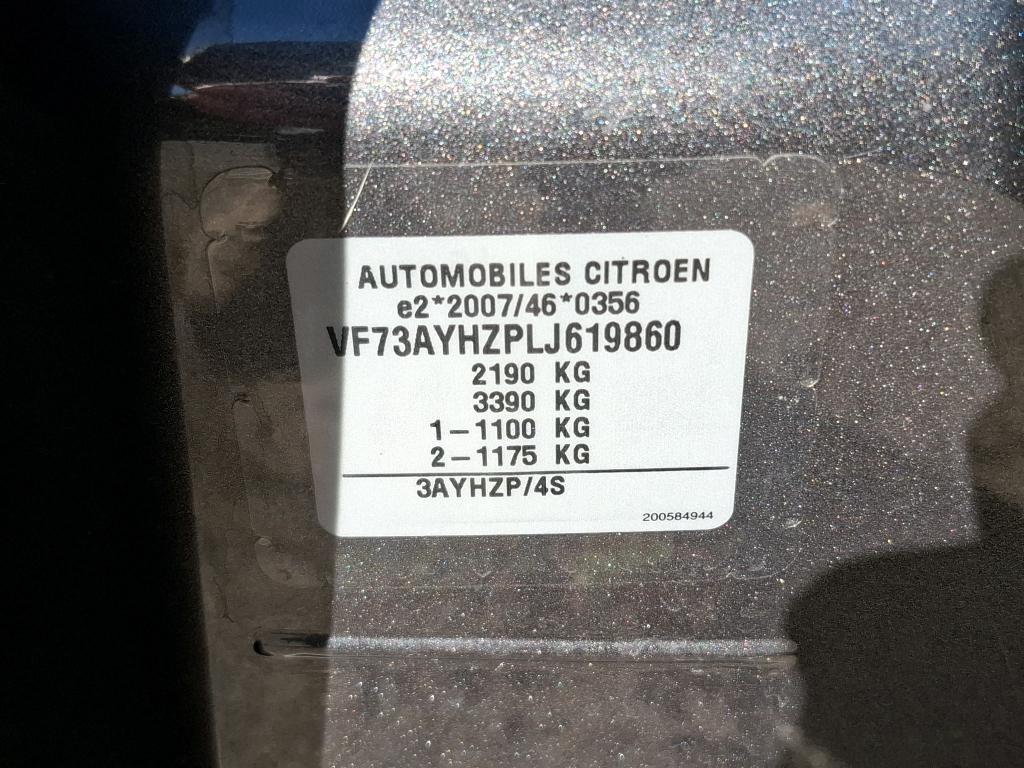 AUTOMOBILES CITROEN
e2*2007/46*0356
VF73AYHZPLJ619860
2190 KG
3390 KG
1-1100 KG
2-1175 KG
3AYHZP/4S
200584944